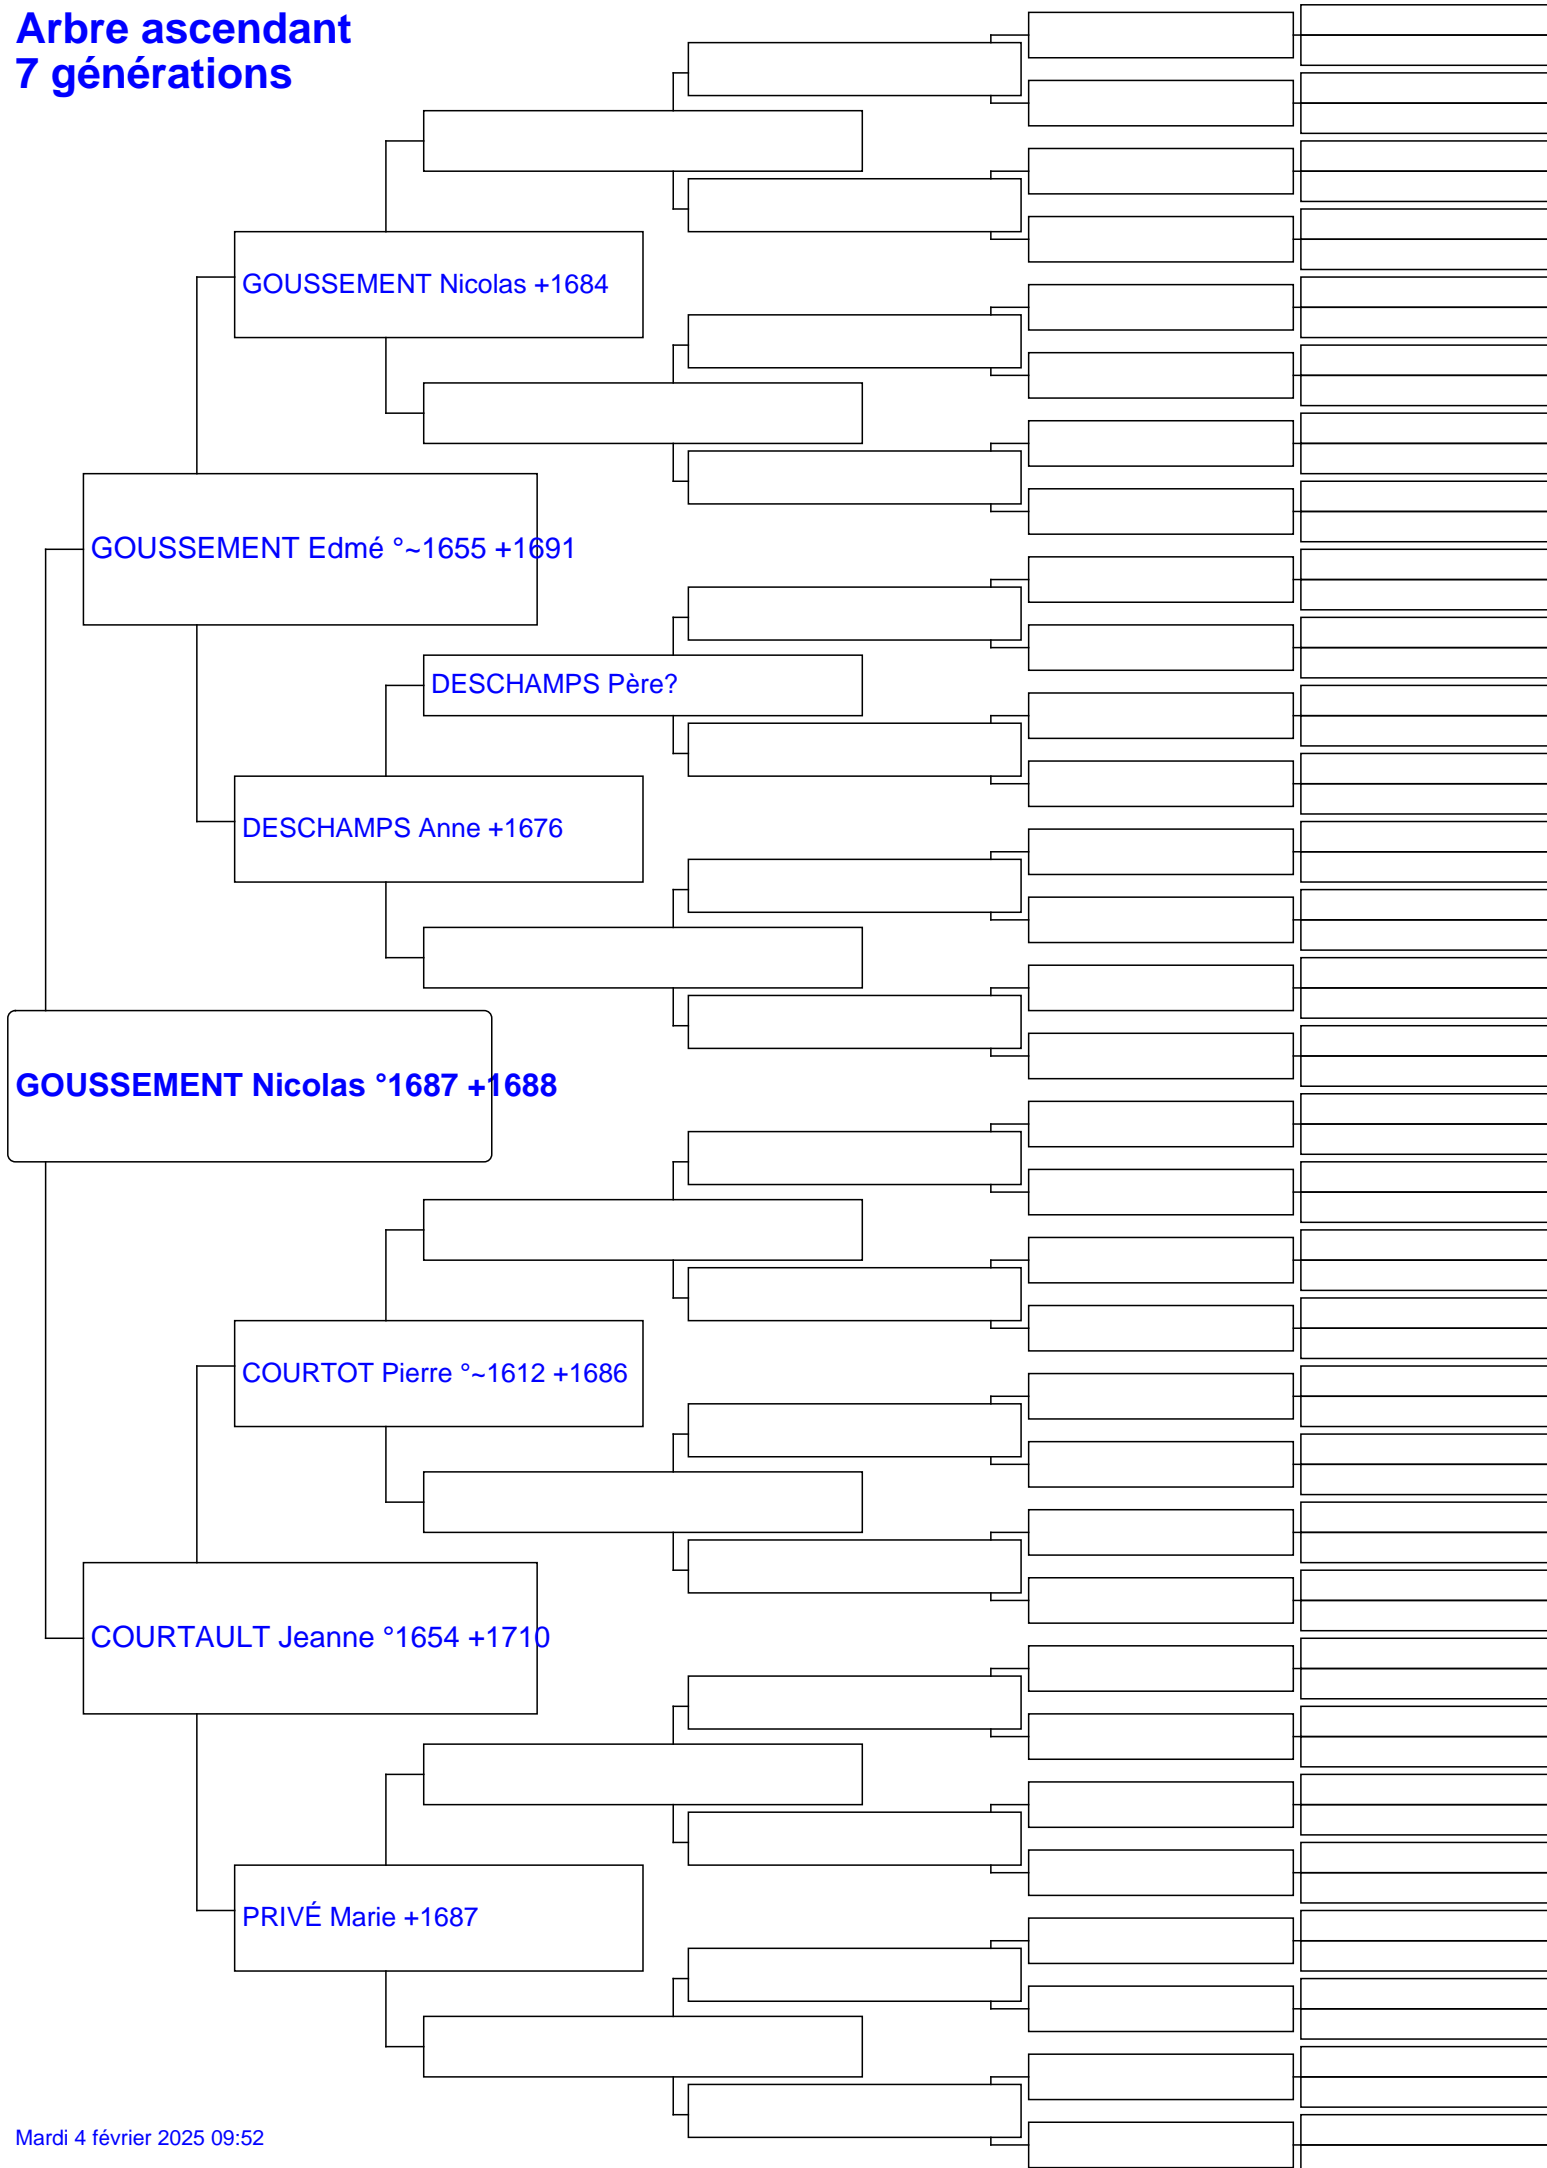 Arbre ascendant
7 générations
GOUSSEMENT Nicolas +1684
GOUSSEMENT Edmé °~1655 +1691
DESCHAMPS Père?
DESCHAMPS Anne +1676
GOUSSEMENT Nicolas °1687 +1688
COURTOT Pierre °~1612 +1686
COURTAULT Jeanne °1654 +1710
PRIVÉ Marie +1687
Mardi 4 février 2025 09:52